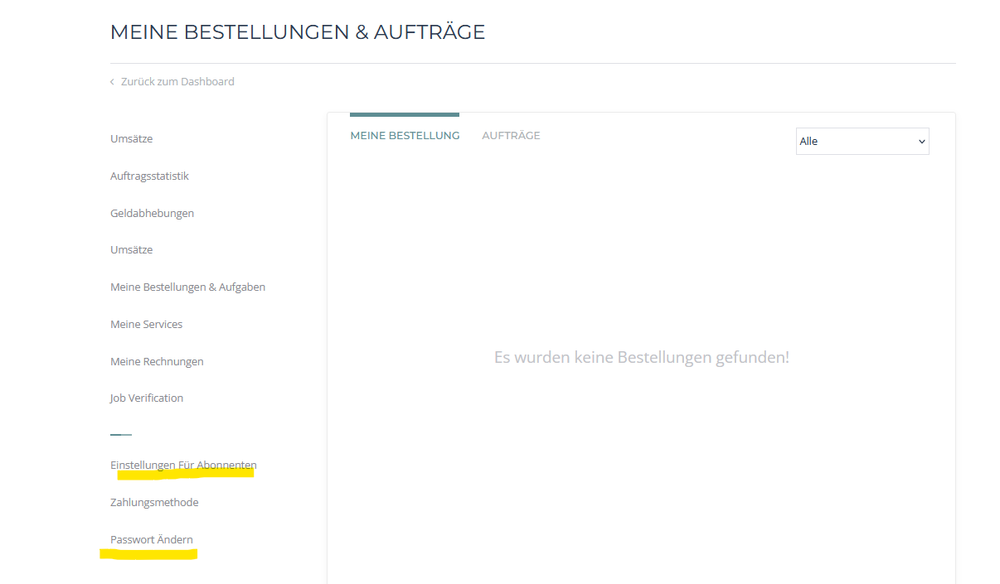 MEINE BESTELLUNGEN & AUFTRÄGE
Zurück zum Dashboard
Umsätze
Auftragsstatistik
Geldabhebungen
Umsätze
Meine Bestellungen & Aufgaben
Meine Services
Meine Rechnungen
Job Verification
Einstellungen Für Abonnenten
Zahlungsmethode
Passwort Ändern
MEINE BESTELLUNG
AUFTRÄGE
Alle
Es wurden keine Bestellungen gefunden!